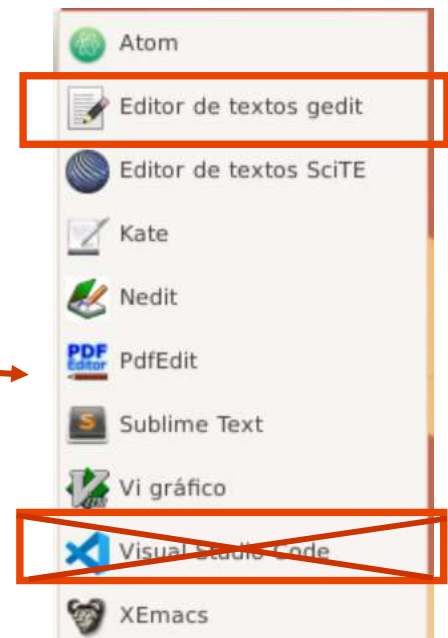 Atom
Editor de textos gedit
Editor de textos SciTE
Kate
Nedit
PDF
Editor
PdfEdit
S
Sublime Text
Vi gráfico
Visual Studio Code
XEmacs